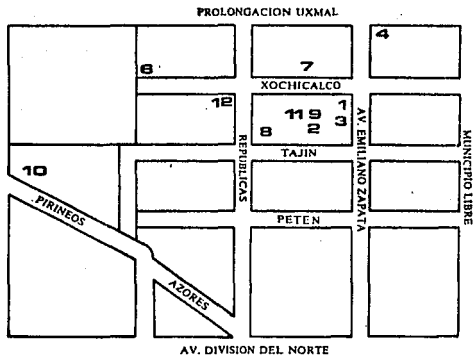 PROLONGACION UXMAL
4
6
7
XOCHICALCO
12
11 9
1
3
8
2
AV. EMILIANO ZAPATA
MUNICIPIO LIBRE
REPUBLICAS
TAJIN
10
PIRINEOS
PETEN
AZORES
AV. DIVISION DEL NORTE